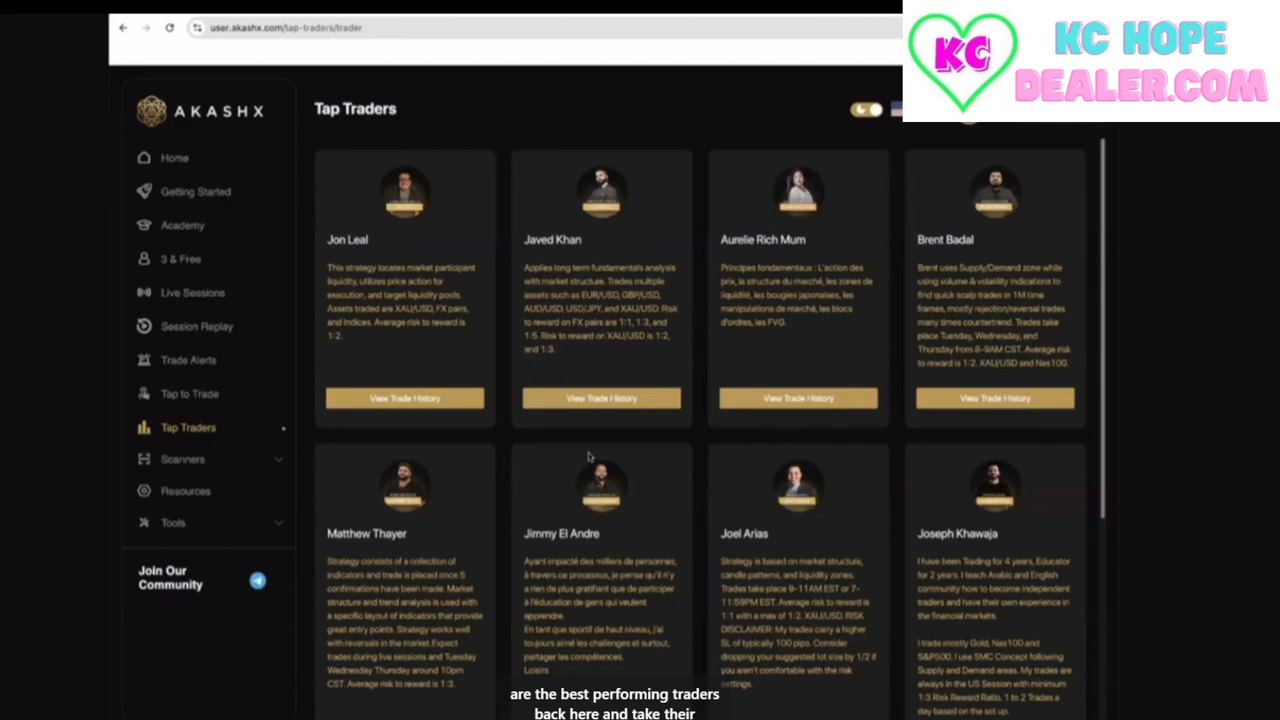 user.akashx.com/tap-traders/trader
KC
KC HOPE
DEALER.COM
AKASHX
Home
Getting Started
Academy
3 & Free
Live Sessions
Session Replay
Trade Alerts
Tap to Trade
Tap Traders
Scanners
Resources
Tools
Join Our
Community
Tap Traders
Jon Leal
This strategy locates market participant
liquidity, utilizes price action for
execution, and target liquidity pools.
Assets traded are XAU/USD, FX pairs,
and Indices. Average risk to reward is
1:2.
View Trade History
Javed Khan
Applies long term fundamentals analysis
with market structure. Trades multiple
assets such as EUR/USD, GBP/USD,
AUD/USD, USD/JPY, and XAU/USD. Risk
to reward on FX pairs are 1:1, 1:3, and
1:5. Risk to reward on XAU/USD is 1:2,
and 1:3.
View Trade History
Aurelie Rich Mum
Principes fondamentaux : L'action des
prix, la structure du marché, les zones de
liquidité, les bougies japonaises, les
manipulations de marché, les blocs
d'ordres, les FVG.
View Trade History
Brent Badal
Brent uses Supply/Demand zone while
using volume & volatility indications to
find quick scalp trades in 1M time
frames, mostly rejection/reversal trades
many times countertrend. Trades take
place Tuesday, Wednesday, and
Thursday from 8-9AM CST. Average risk
to reward is 1:2. XAU/USD and Nas100.
View Trade History
Matthew Thayer
Strategy consists of a collection of
indicators and trade is placed once 5
confirmations have been made. Market
structure and trend analysis is used with
a specific layout of indicators that provide
great entry points. Strategy works well
with reversals in the market.Expect
trades during live sessions and Tuesday
Wednesday Thursday around 10pm
CST. Average risk to reward is 1:3.
Jimmy El Andre
Ayant impacté des milliers de personnes,
à travers ce processus, je pense qu'il n'y
a rien de plus gratifiant que de participer
à l'éducation de gens qui veulent
apprendre.
En tant que sportif de haut niveau, j'ai
toujours aimé les challenges et surtout,
partager les compétences.
Loisirs
Joel Arias
Strategy is based on market structure,
candle patterns, and liquidity zones.
Trades take place 9-11AM EST or 7-
11:59PM EST. Average risk to reward is
1:1 with a max of 1:2. XAU/USD. RISK
DISCLAIMER: My trades carry a higher
SL of typically 100 pips. Consider
dropping your suggested lot size by 1/2 if
you aren't comfortable with the risk
settings.
Joseph Khawaja
I have been Trading for 4 years, Educator
for 2 years. I teach Arabic and English
community how to become independent
traders and have their own experience in
the financial markets.
I trade mostly Gold, Nas100 and
S&P500. I use SMC Concept following
Supply and Demand areas. My trades are
always in the US Session with minimum
1:3 Risk Reward Ratio. 1 to 2 Trades a
day based on the set up.
are the best performing traders
back here and take their